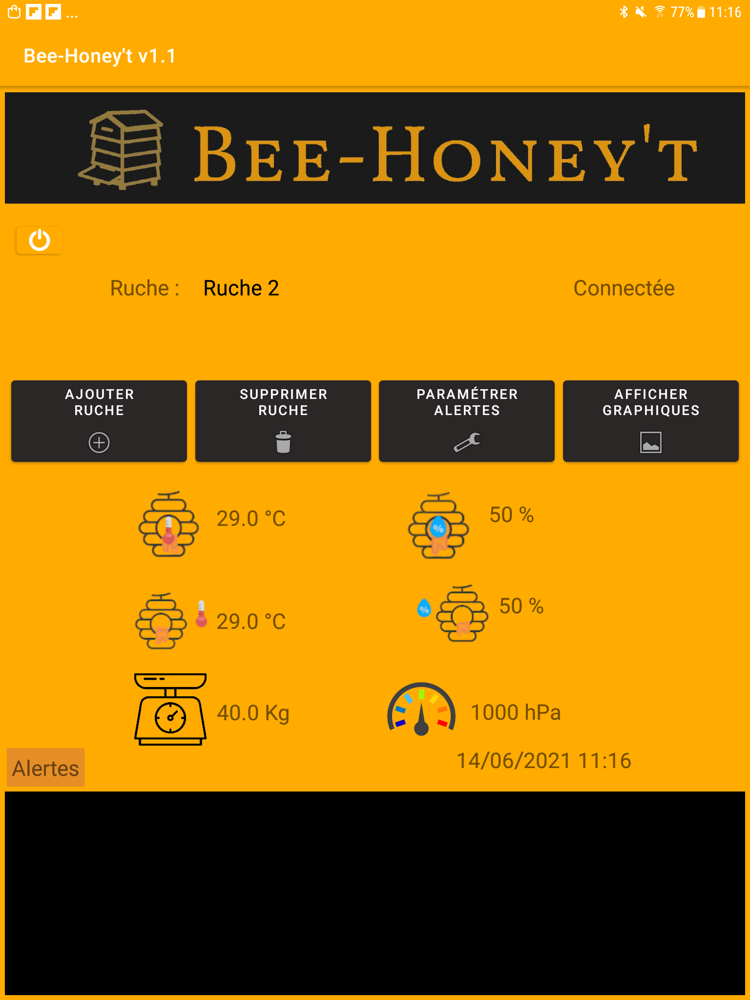 ... 77% 11:16
Bee-Honey't v1.1
BEE-HONEY'T
Ruche : Ruche 2 Connectée
AJOUTER
RUCHE
SUPPRIMER
RUCHE
PARAMÉTRER
ALERTES
AFFICHER
GRAPHIQUES
29.0 °C
% 50 %
29.0 °C
% 50 %
40.0 Kg
1000 hPa
14/06/2021 11:16
Alertes